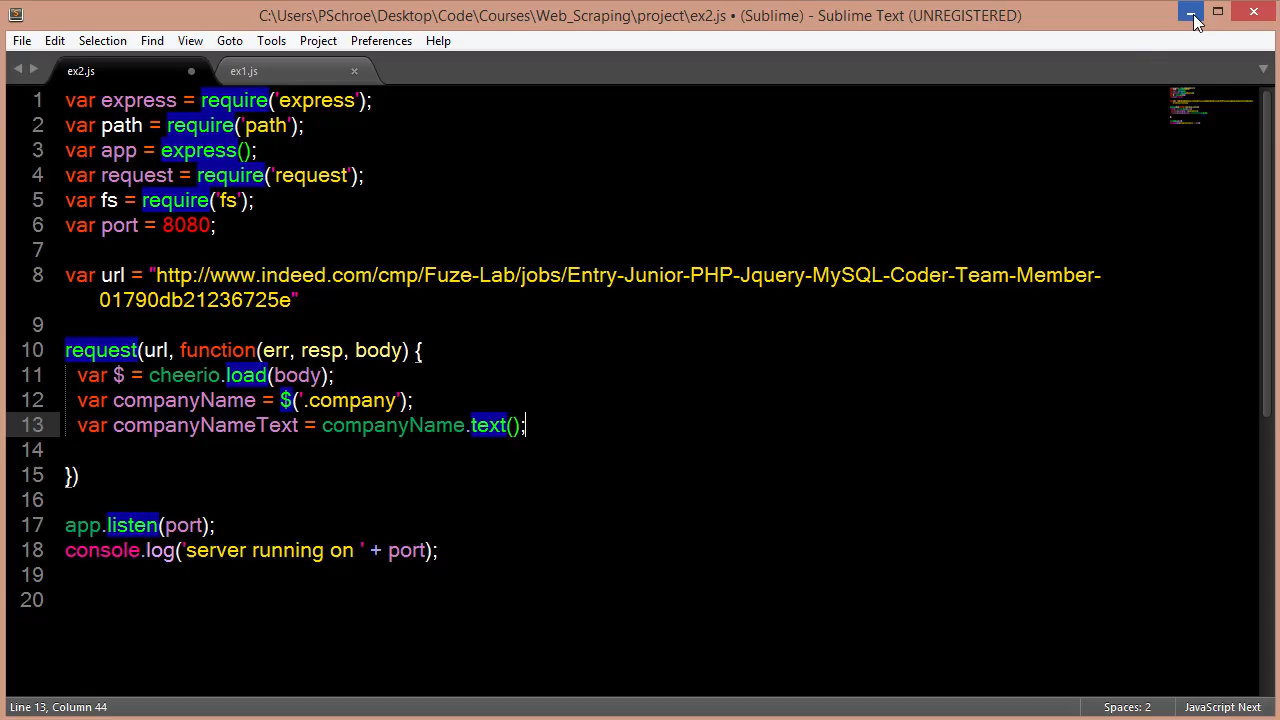 C:\Users\PSchroe\Desktop\Code\Courses\Web_Scraping\project\ex2.js • (Sublime) - Sublime Text (UNREGISTERED)
File Edit Selection Find View Goto Tools Project Preferences Help
ex2.js ex1.js
1 var express = require('express');
2 var path = require('path');
3 var app = express();
4 var request = require('request');
5 var fs = require('fs');
6 var port = 8080;
7
8 var url = "http://www.indeed.com/cmp/Fuze-Lab/jobs/Entry-Junior-PHP-Jquery-MySQL-Coder-Team-Member-
01790db21236725e"
9
10 request(url, function(err, resp, body) {
11 var $ = cheerio.load(body);
12 var companyName = $('.company');
13 var companyNameText = companyName.text();
14
15 })
16
17 app.listen(port);
18 console.log('server running on ' + port);
19
20
Line 13, Column 44 Spaces: 2 JavaScript Next